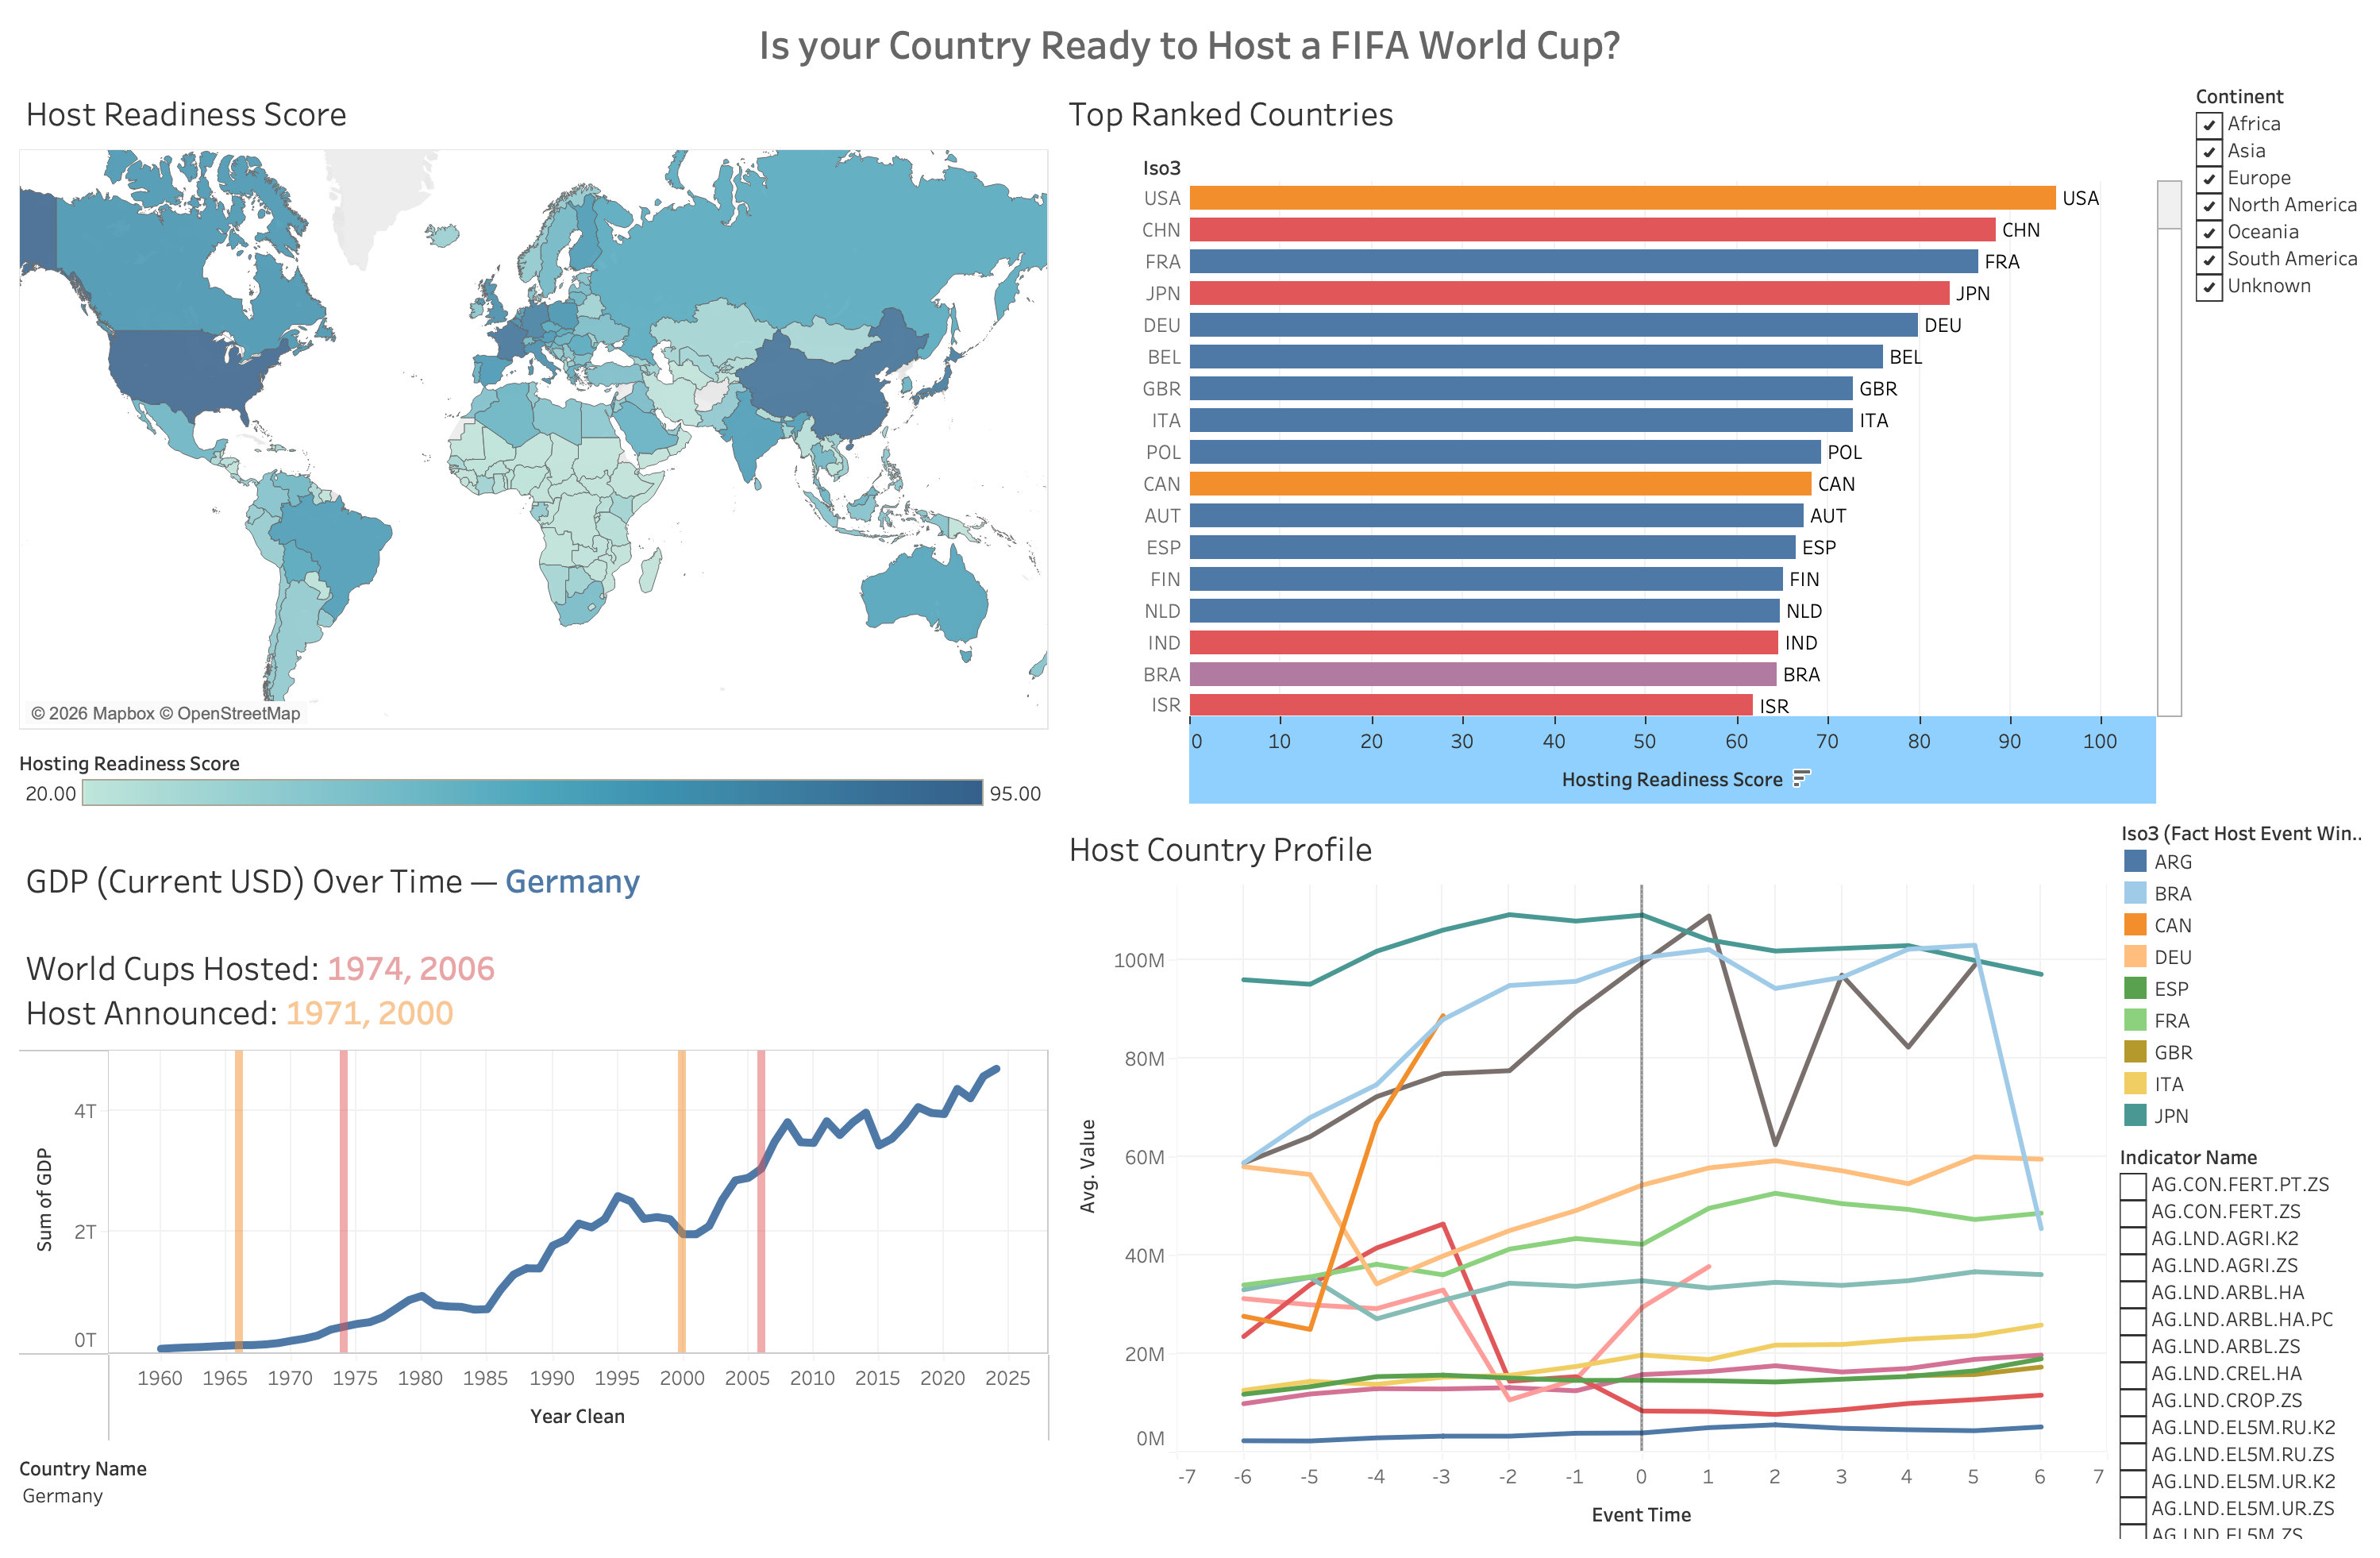 Is your Country Ready to Host a FIFA World Cup?
Host Readiness Score
© 2026 Mapbox © OpenStreetMap
Hosting Readiness Score
20.00
95.00
Top Ranked Countries
Iso3
USA USA
CHN CHN
FRA FRA
JPN JPN
DEU DEU
BEL BEL
GBR GBR
ITA ITA
POL POL
CAN CAN
AUT AUT
ESP ESP
FIN FIN
NLD NLD
IND IND
BRA BRA
ISR ISR
0 10 20 30 40 50 60 70 80 90 100
Hosting Readiness Score
Continent
Africa
Asia
Europe
North America
Oceania
South America
Unknown
GDP (Current USD) Over Time — Germany
World Cups Hosted: 1974, 2006
Host Announced: 1971, 2000
Sum of GDP
4T
2T
0T
1960 1965 1970 1975 1980 1985 1990 1995 2000 2005 2010 2015 2020 2025
Year Clean
Country Name
Germany
Host Country Profile
Avg. Value
100M
80M
60M
40M
20M
0M
-7 -6 -5 -4 -3 -2 -1 0 1 2 3 4 5 6 7
Event Time
Iso3 (Fact Host Event Win..
ARG
BRA
CAN
DEU
ESP
FRA
GBR
ITA
JPN
Indicator Name
AG.CON.FERT.PT.ZS
AG.CON.FERT.ZS
AG.LND.AGRI.K2
AG.LND.AGRI.ZS
AG.LND.ARBL.HA
AG.LND.ARBL.HA.PC
AG.LND.ARBL.ZS
AG.LND.CREL.HA
AG.LND.CROP.ZS
AG.LND.EL5M.RU.K2
AG.LND.EL5M.RU.ZS
AG.LND.EL5M.UR.K2
AG.LND.EL5M.UR.ZS
AG.LND.EL5M.ZS